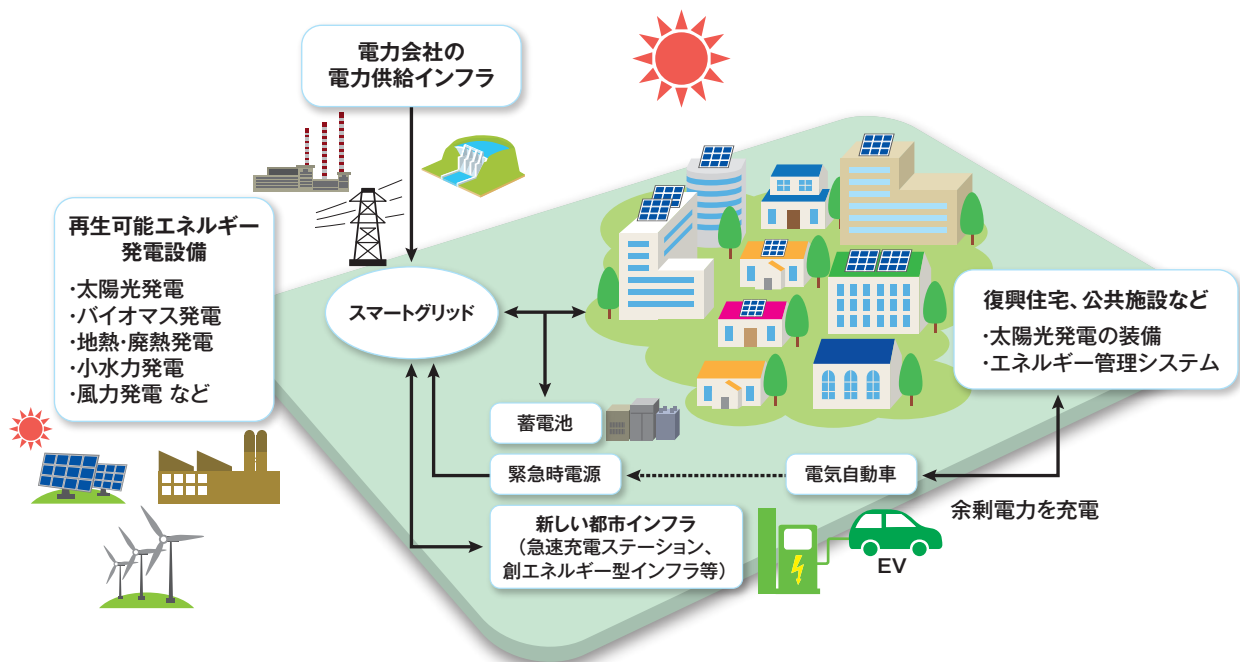 電力会社の
電力供給インフラ
再生可能エネルギー
発電設備
・太陽光発電
・バイオマス発電
・地熱・廃熱発電
・小水力発電
・風力発電 など
スマートグリッド
復興住宅、公共施設など
・太陽光発電の装備
・エネルギー管理システム
蓄電池
緊急時電源
電気自動車
余剰電力を充電
新しい都市インフラ
（急速充電ステーション、
創エネルギー型インフラ等）
EV